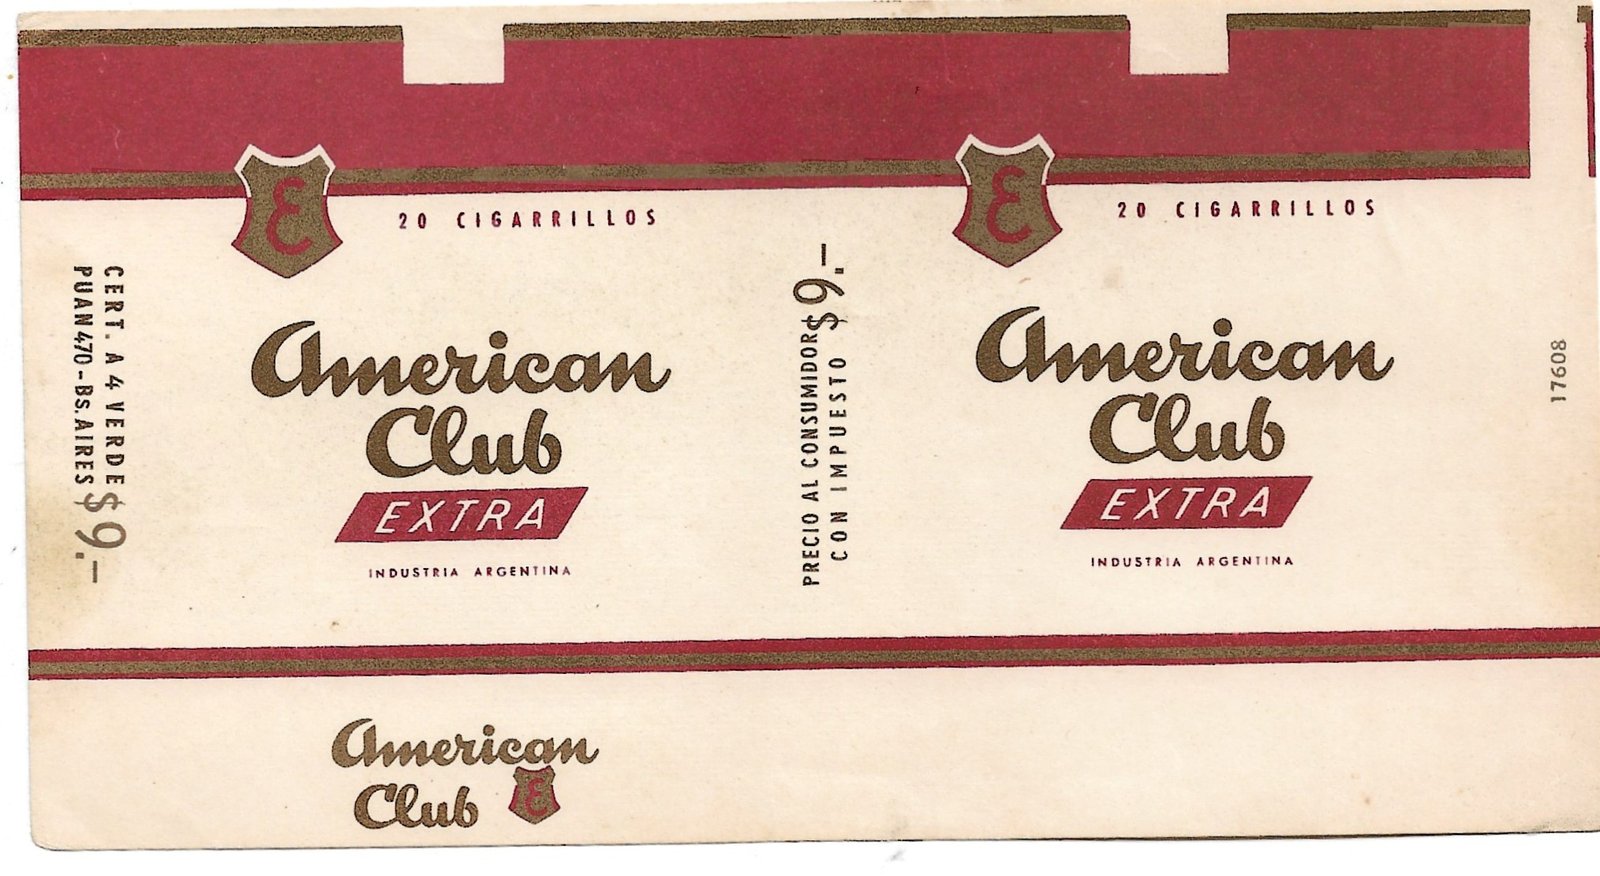 CERT. A 4 VERDE
PUAN 470 - Bs. AIRES
$ 9.-
Ɛ
20 CIGARRILLOS
American
Club
EXTRA
INDUSTRIA ARGENTINA
PRECIO AL CONSUMIDOR $ 9.-
CON IMPUESTO
Ɛ
20 CIGARRILLOS
American
Club
EXTRA
INDUSTRIA ARGENTINA
17608
American
Club Ɛ